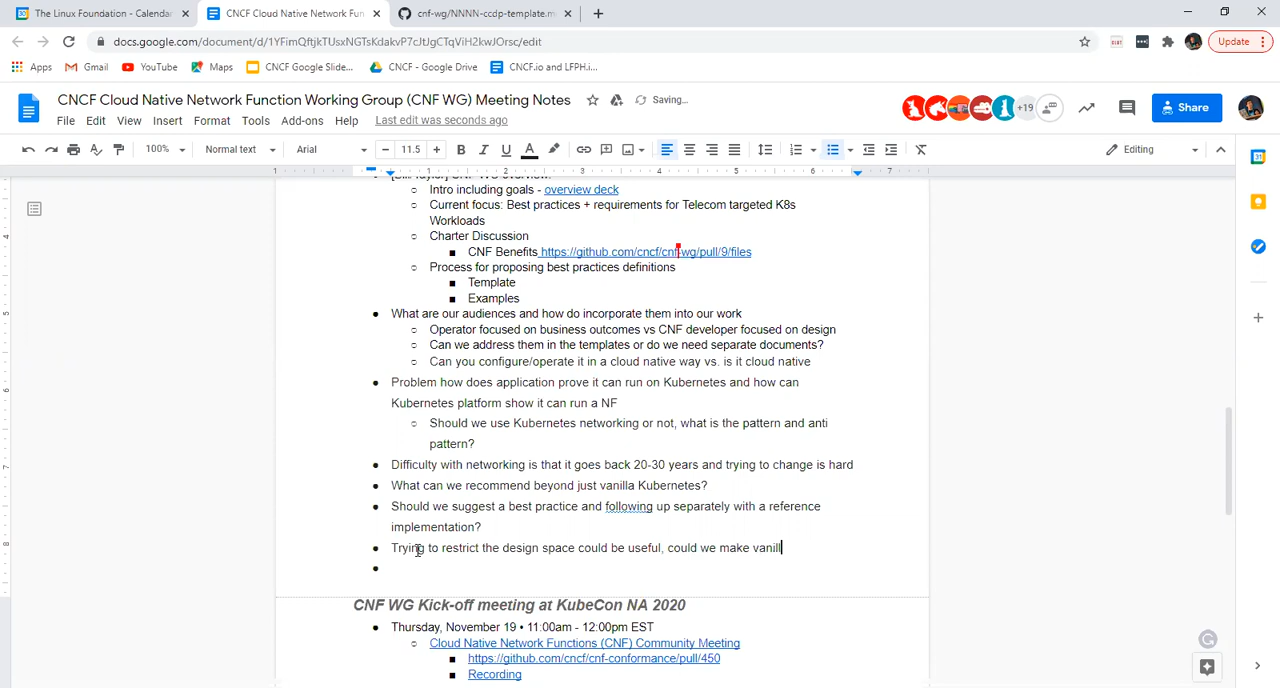 The Linux Foundation - Calenda
CNCF Cloud Native Network Fun
cnf-wg/NNNN-ccdp-template.m
docs.google.com/document/d/1YFimQftjkTUsxNGTsKdakvP7cJtJgCTqViH2kwJOrsc/edit
Update
Apps
Gmail
YouTube
Maps
CNCF Google Slide...
CNCF - Google Drive
CNCF.io and LFPH.i...
CNCF Cloud Native Network Function Working Group (CNF WG) Meeting Notes
Saving...
+19
Share
File Edit View Insert Format Tools Add-ons Help Last edit was seconds ago
100% Normal text Arial 11.5 Editing
1 1 2 3 4 5 6 7
Intro including goals - overview deck
Current focus: Best practices + requirements for Telecom targeted K8s
Workloads
Charter Discussion
CNF Benefits https://github.com/cncf/cnf-wg/pull/9/files
Process for proposing best practices definitions
Template
Examples
What are our audiences and how do incorporate them into our work
Operator focused on business outcomes vs CNF developer focused on design
Can we address them in the templates or do we need separate documents?
Can you configure/operate it in a cloud native way vs. is it cloud native
Problem how does application prove it can run on Kubernetes and how can
Kubernetes platform show it can run a NF
Should we use Kubernetes networking or not, what is the pattern and anti
pattern?
Difficulty with networking is that it goes back 20-30 years and trying to change is hard
What can we recommend beyond just vanilla Kubernetes?
Should we suggest a best practice and following up separately with a reference
implementation?
Trying to restrict the design space could be useful, could we make vanill
CNF WG Kick-off meeting at KubeCon NA 2020
Thursday, November 19 • 11:00am - 12:00pm EST
Cloud Native Network Functions (CNF) Community Meeting
https://github.com/cncf/cnf-conformance/pull/450
Recording